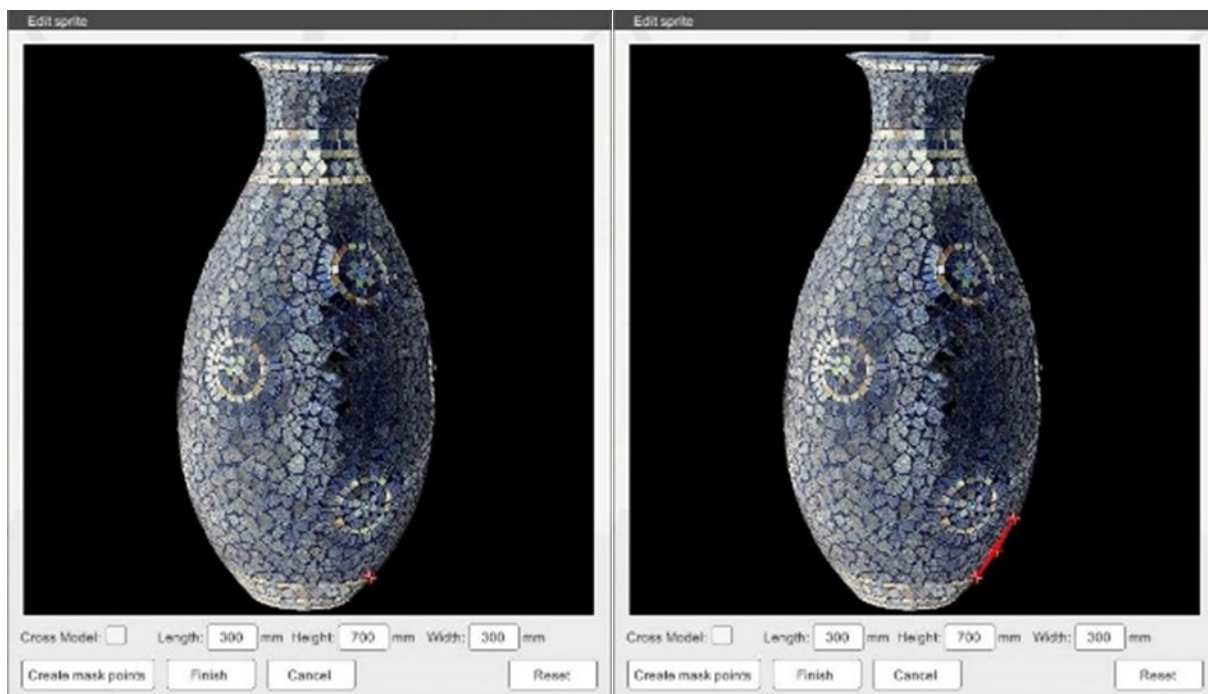 Edit sprite
Cross Model: Length: 300 mm Height: 700 mm Width: 300 mm
Create mask points Finish Cancel Reset
Edit sprite
Cross Model: Length: 300 mm Height: 700 mm Width: 300 mm
Create mask points Finish Cancel Reset